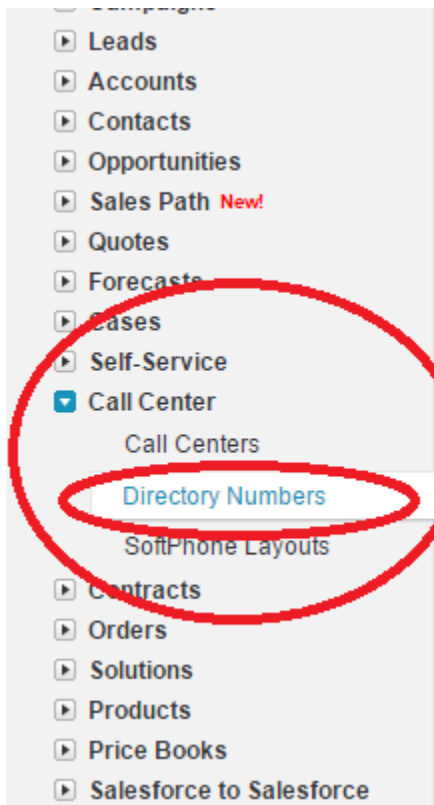 Campaigns
Leads
Accounts
Contacts
Opportunities
Sales Path New!
Quotes
Forecasts
Cases
Self-Service
Call Center
Call Centers
Directory Numbers
SoftPhone Layouts
Contracts
Orders
Solutions
Products
Price Books
Salesforce to Salesforce